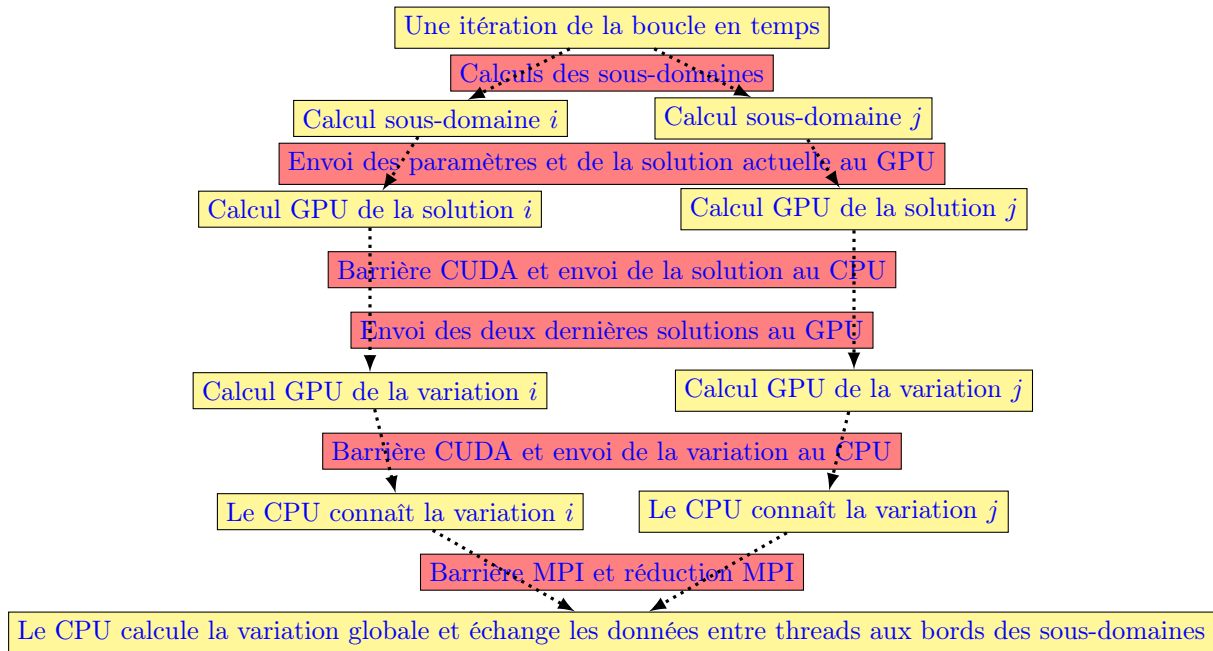 Une itération de la boucle en temps
Calculs des sous-domaines
Calcul sous-domaine i
Calcul sous-domaine j
Envoi des paramètres et de la solution actuelle au GPU
Calcul GPU de la solution i
Calcul GPU de la solution j
Barrière CUDA et envoi de la solution au CPU
Envoi des deux dernières solutions au GPU
Calcul GPU de la variation i
Calcul GPU de la variation j
Barrière CUDA et envoi de la variation au CPU
Le CPU connaît la variation i
Le CPU connaît la variation j
Barrière MPI et réduction MPI
Le CPU calcule la variation globale et échange les données entre threads aux bords des sous-domaines